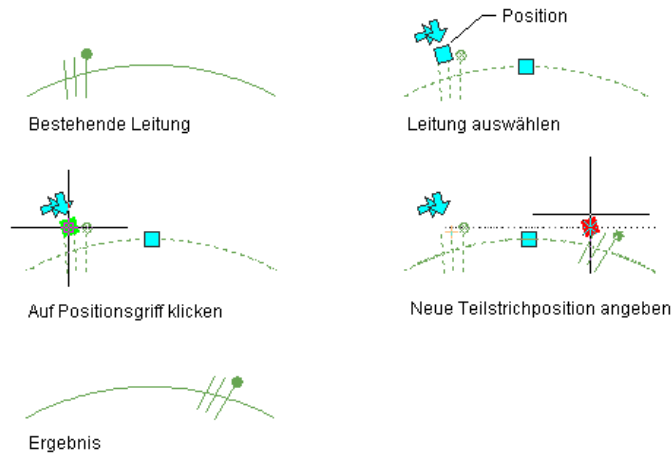 Position
Bestehende Leitung
Leitung auswählen
Auf Positionsgriff klicken
Neue Teilstrichposition angeben
Ergebnis